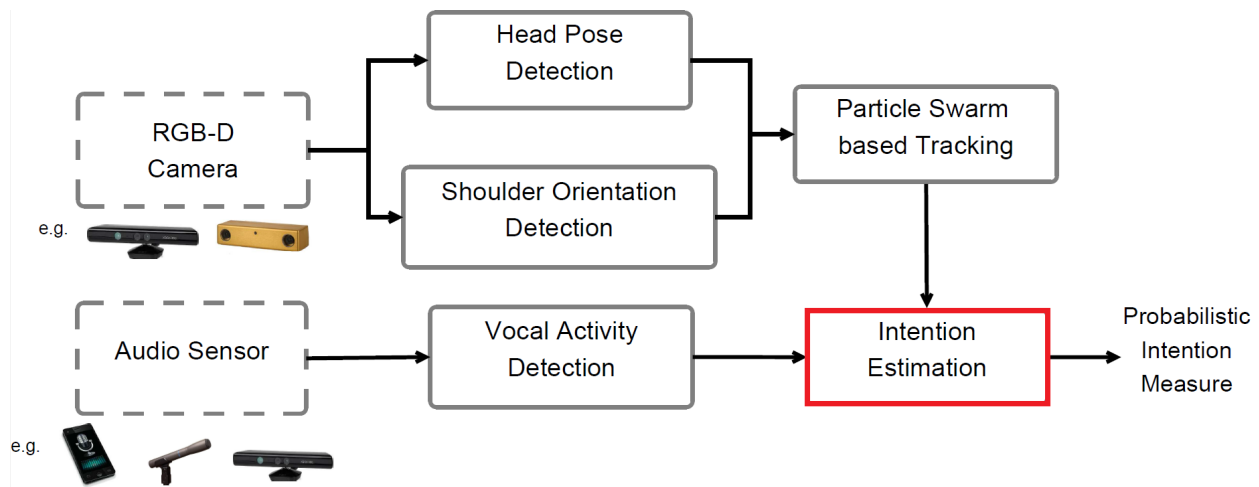 Head Pose
Detection
RGB-D
Camera
Particle Swarm
based Tracking
Shoulder Orientation
Detection
e.g.
Audio Sensor
Vocal Activity
Detection
Intention
Estimation
Probabilistic
Intention
Measure
e.g.